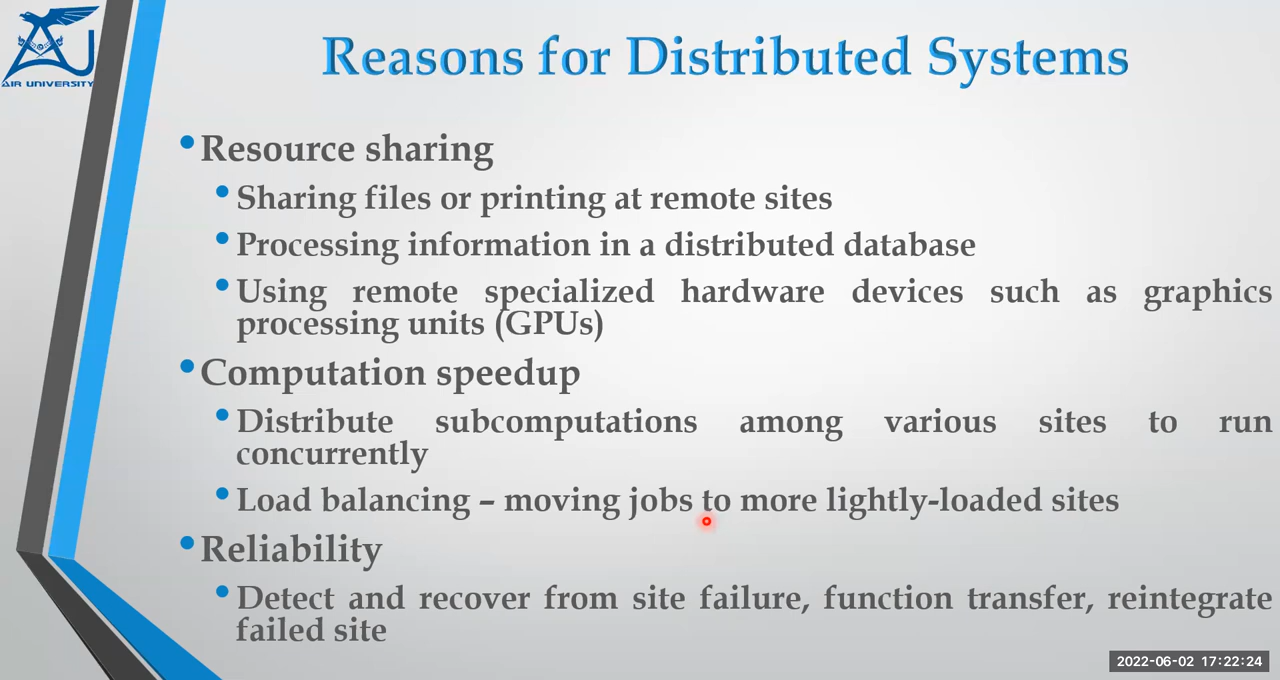 AIR UNIVERSITY
Reasons for Distributed Systems
Resource sharing
Sharing files or printing at remote sites
Processing information in a distributed database
Using remote specialized hardware devices such as graphics
processing units (GPUs)
Computation speedup
Distribute subcomputations among various sites to run
concurrently
Load balancing – moving jobs to more lightly-loaded sites
Reliability
Detect and recover from site failure, function transfer, reintegrate
failed site
2022-06-02 17:22:24